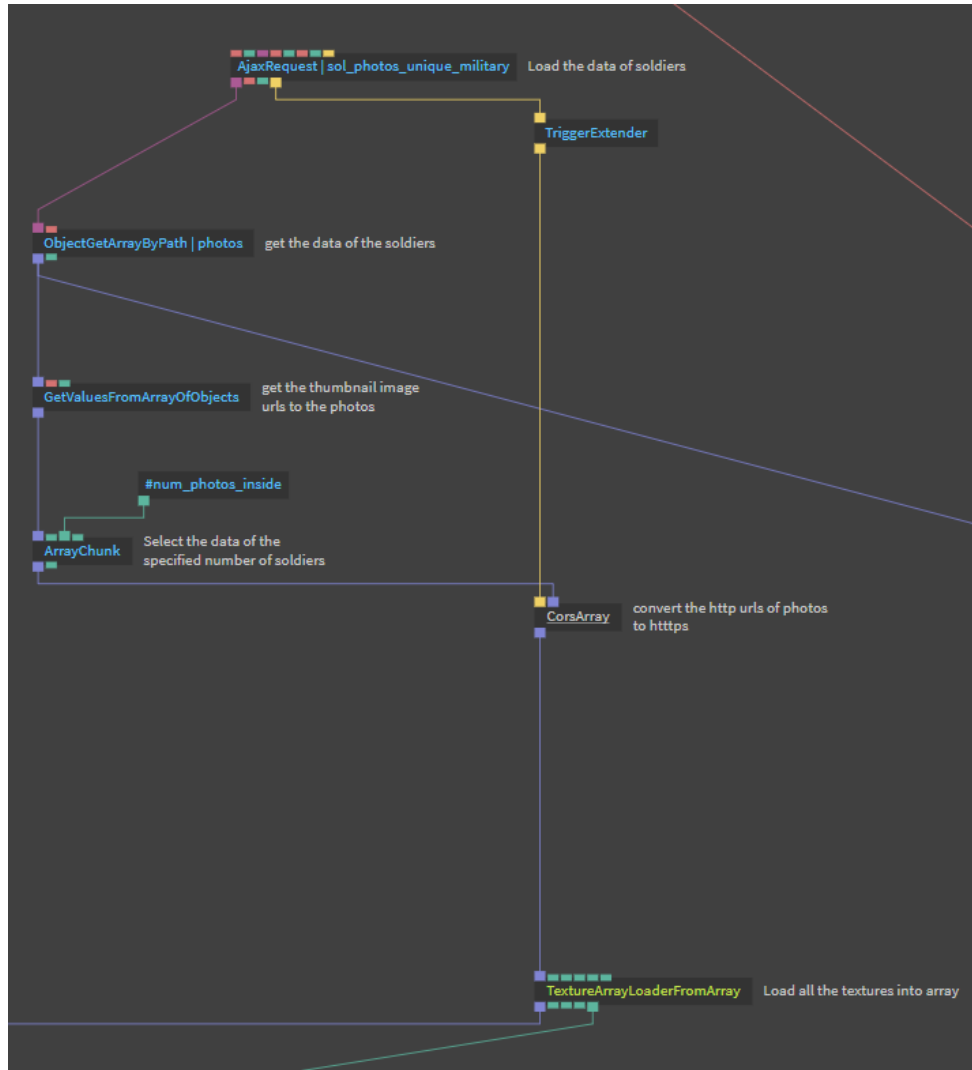 AjaxRequest | sol_photos_unique_military
Load the data of soldiers
TriggerExtender
ObjectGetArrayByPath | photos
get the data of the soldiers
GetValuesFromArrayOfObjects
get the thumbnail image
urls to the photos
#num_photos_inside
ArrayChunk
Select the data of the
specified number of soldiers
CorsArray
convert the http urls of photos
to htttps
TextureArrayLoaderFromArray
Load all the textures into array